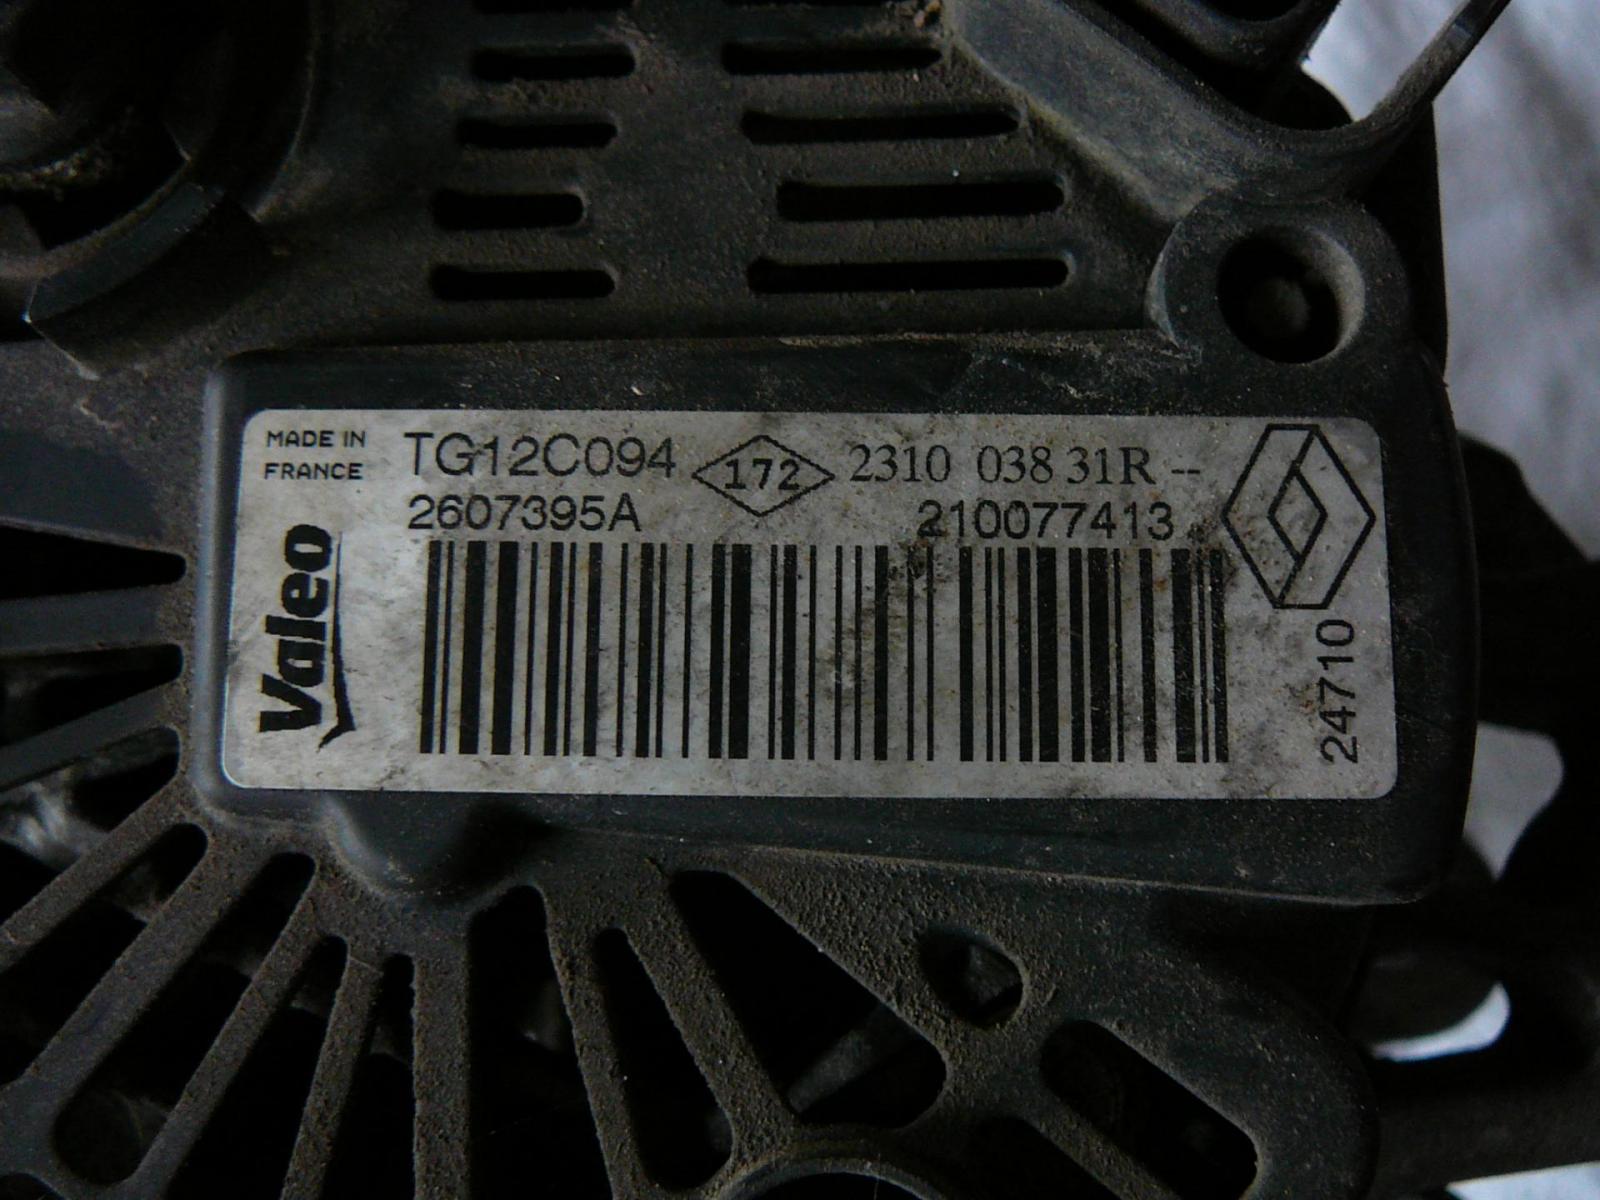 MADE IN
FRANCE
TG12C094 172 2310 038 31R --
2607395A 210077413
Valeo
24710